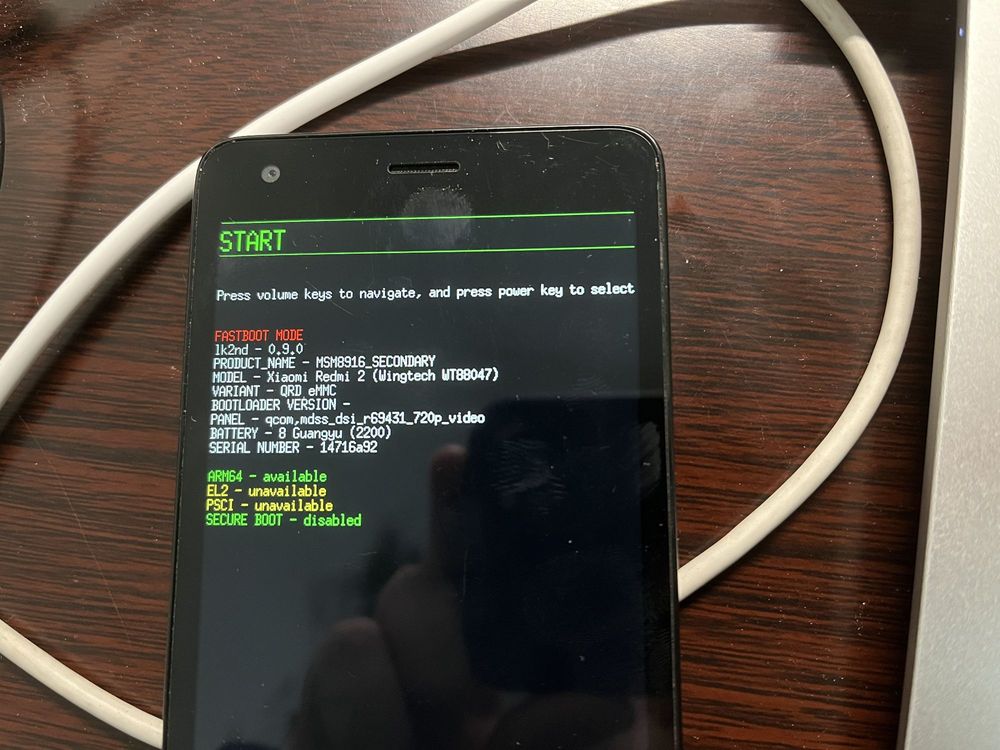 START
Press volume keys to navigate, and press power key to select
FASTBOOT MODE
lk2nd - 0.9.0
PRODUCT_NAME - MSM8916_SECONDARY
MODEL - Xiaomi Redmi 2 (Wingtech WT88047)
VARIANT - QRD eMMC
BOOTLOADER VERSION -
PANEL - qcom,mdss_dsi_r69431_720p_video
BATTERY - 8 Guangyu (2200)
SERIAL NUMBER - 14716a92
ARM64 - available
EL2 - unavailable
PSCI - unavailable
SECURE BOOT - disabled